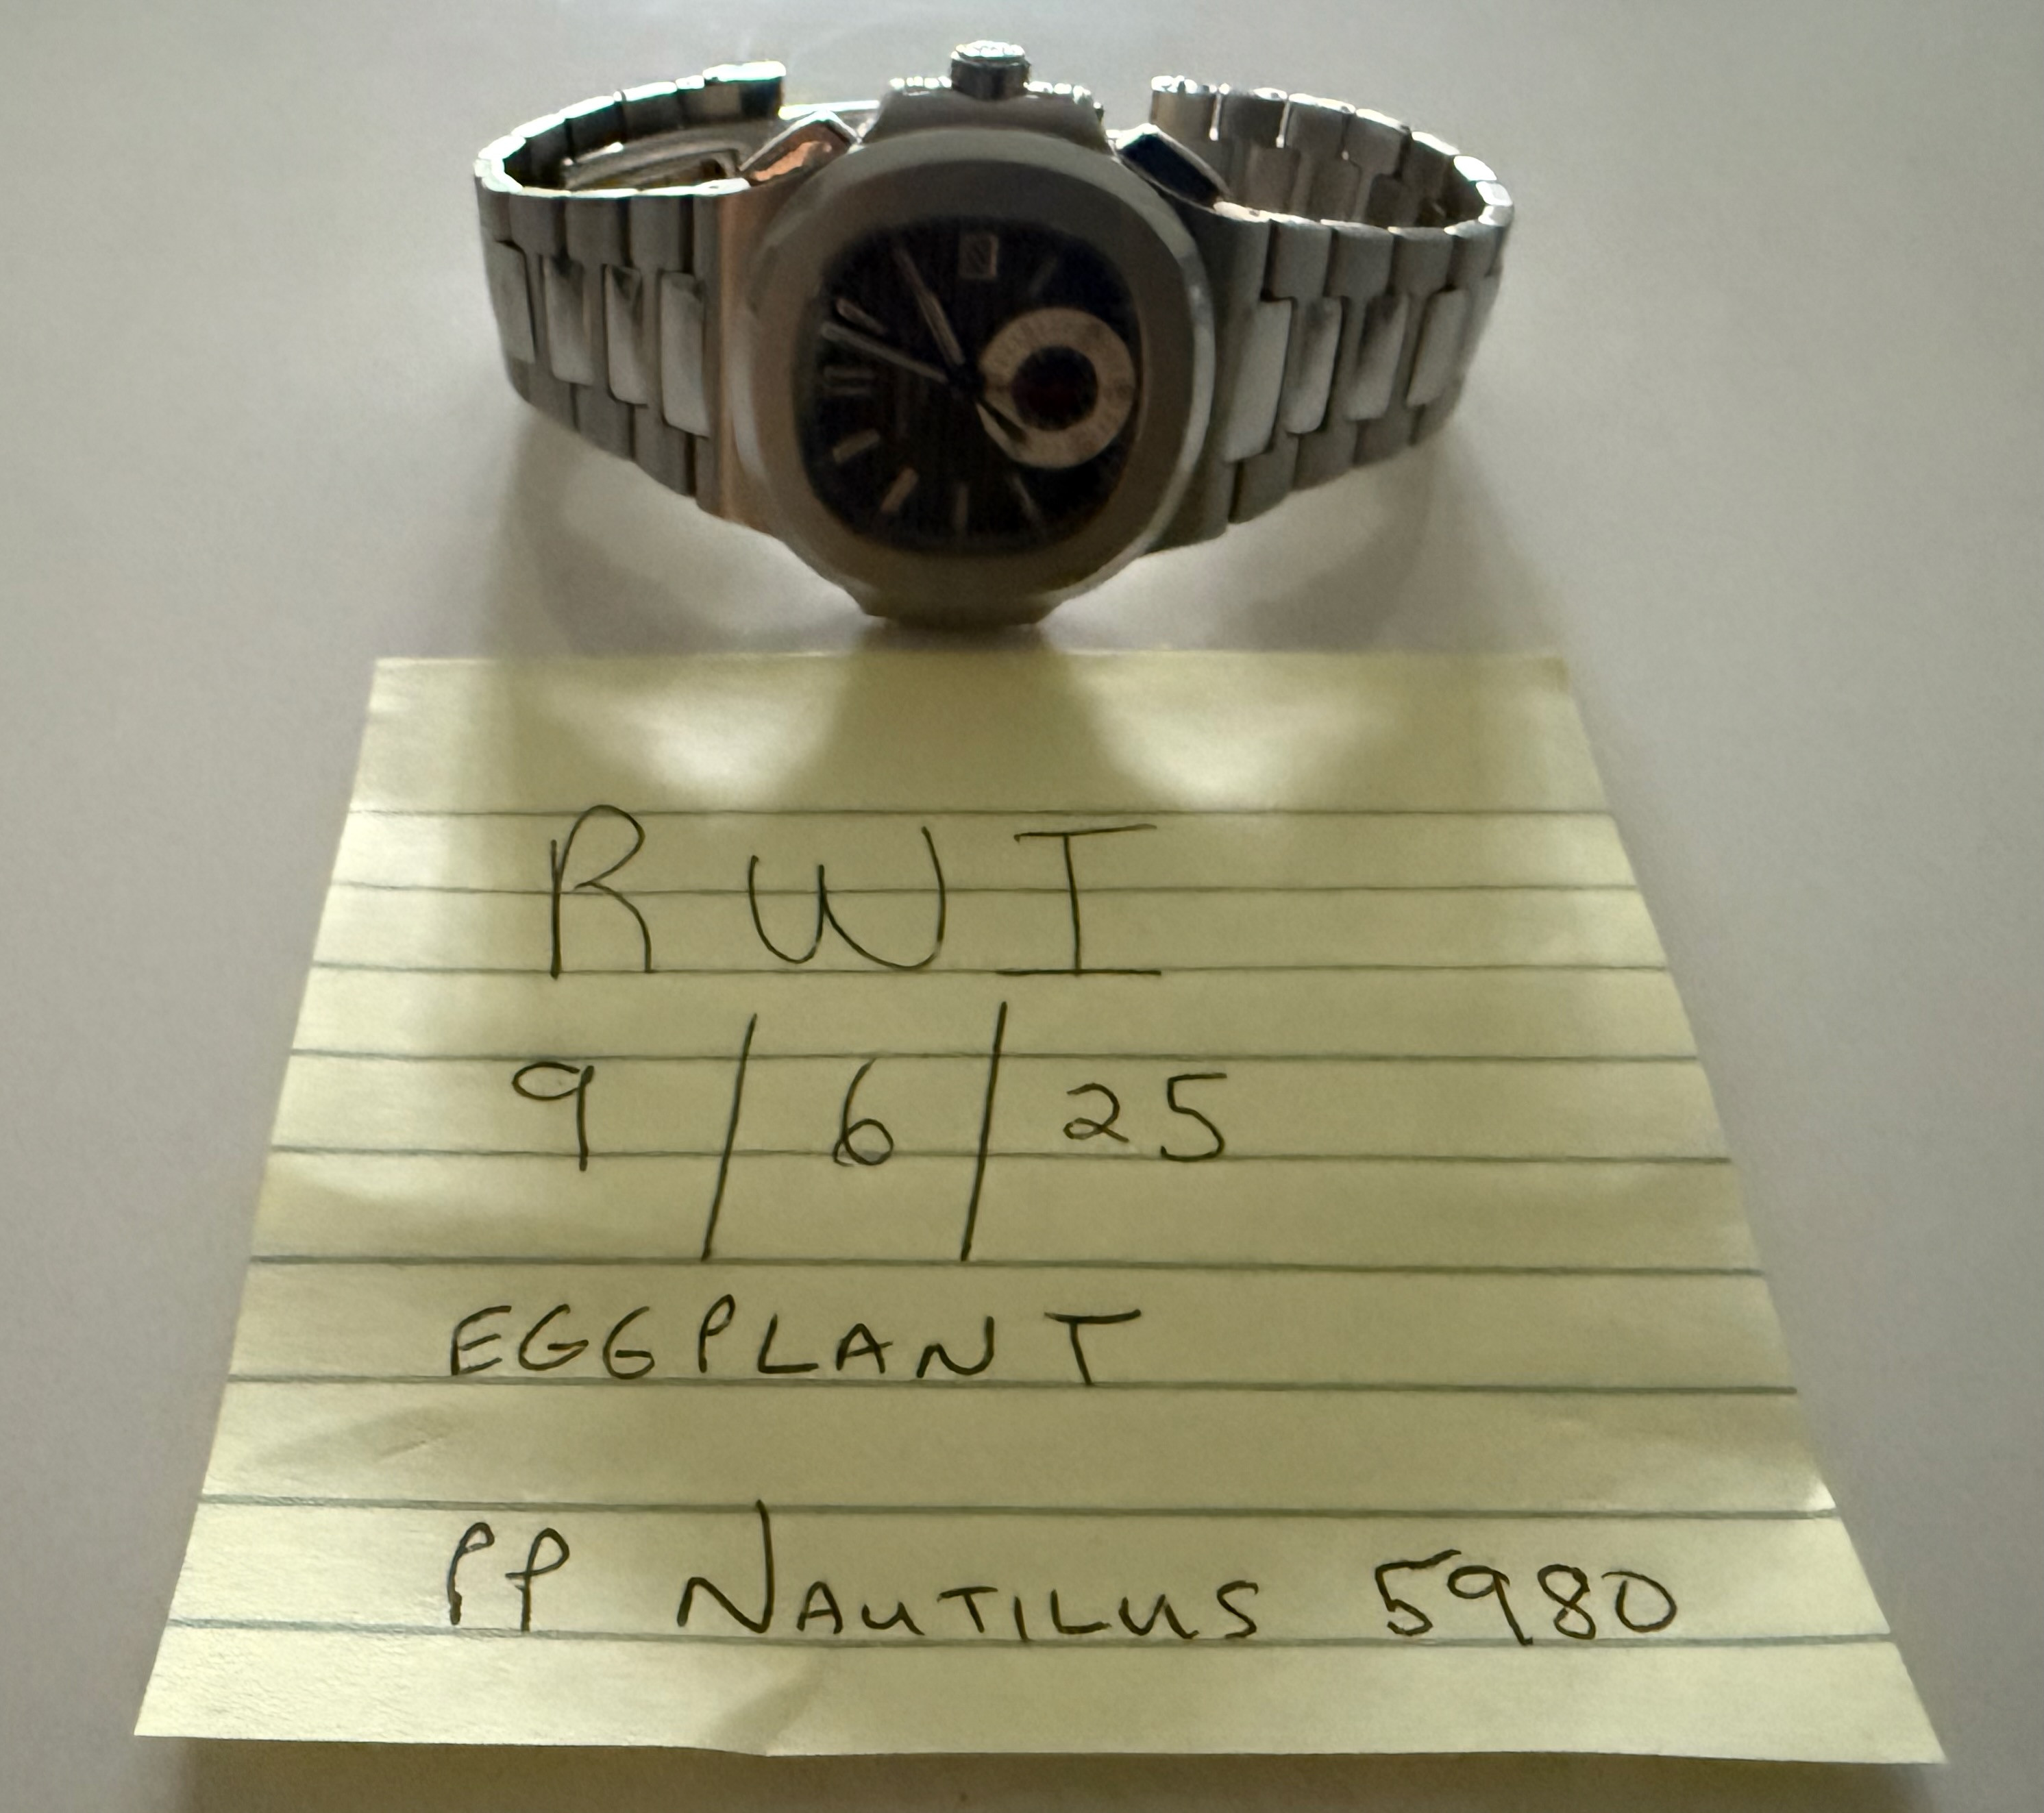 RWI
9/6/25
EGGPLANT
PP NAUTILUS 5980